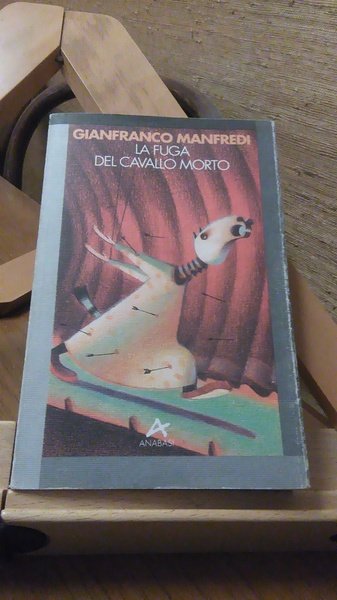 GIANFRANCO MANFREDI
LA FUGA
DEL CAVALLO MORTO
ANABASI